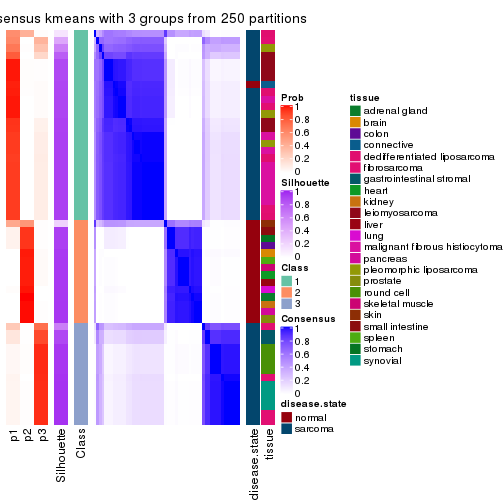 sensus kmeans with 3 groups from 250 partitions
Prob
1
0.8
0.6
0.4
0.2
0
Silhouette
1
0.8
0.6
0.4
0.2
0
Class
1
2
3
Consensus
1
0.8
0.6
0.4
0.2
0
disease.state
normal
sarcoma
tissue
adrenal gland
brain
colon
connective
dedifferentiated liposarcoma
fibrosarcoma
gastrointestinal stromal
heart
kidney
leiomyosarcoma
liver
lung
malignant fibrous histiocytoma
pancreas
pleomorphic liposarcoma
prostate
round cell
skeletal muscle
skin
small intestine
spleen
stomach
synovial
p1
p2
p3
Silhouette
Class
disease.state
tissue